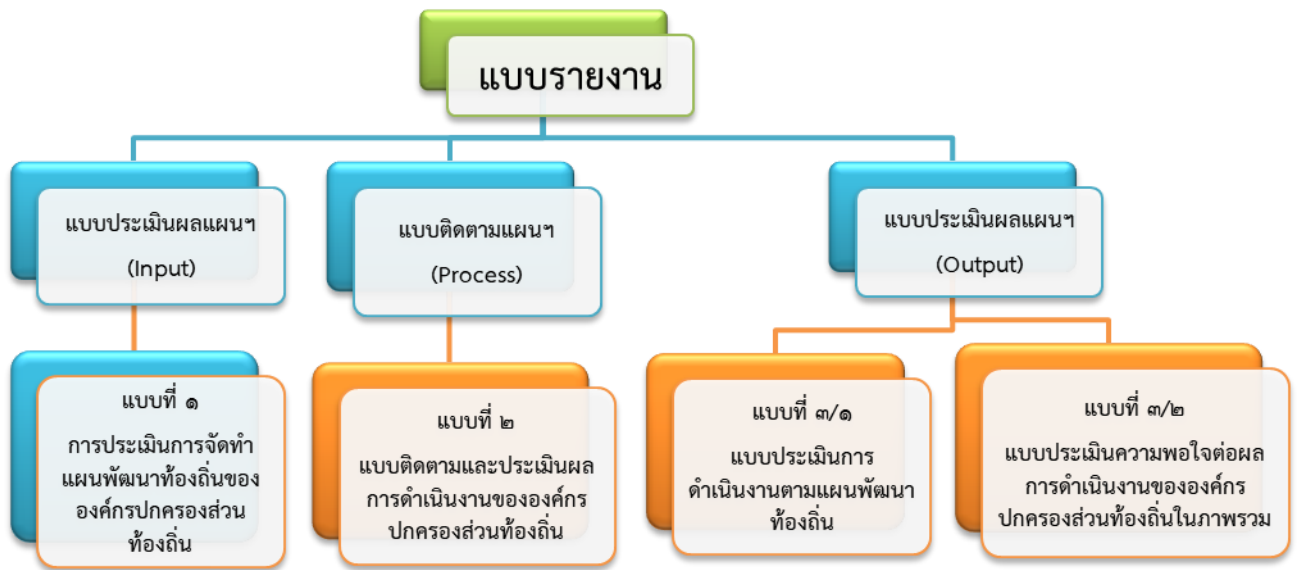 แบบรายงาน
แบบประเมินผลแผนฯ
(Input)
แบบติดตามแผนฯ
(Process)
แบบประเมินผลแผนฯ
(Output)
แบบที่ ๑
การประเมินการจัดทำ
แผนพัฒนาท้องถิ่นของ
องค์กรปกครองส่วน
ท้องถิ่น
แบบที่ ๒
แบบติดตามและประเมินผล
การดำเนินงานขององค์กร
ปกครองส่วนท้องถิ่น
แบบที่ ๓/๑
แบบประเมินการ
ดำเนินงานตามแผนพัฒนา
ท้องถิ่น
แบบที่ ๓/๒
แบบประเมินความพอใจต่อผล
การดำเนินงานขององค์กร
ปกครองส่วนท้องถิ่นในภาพรวม